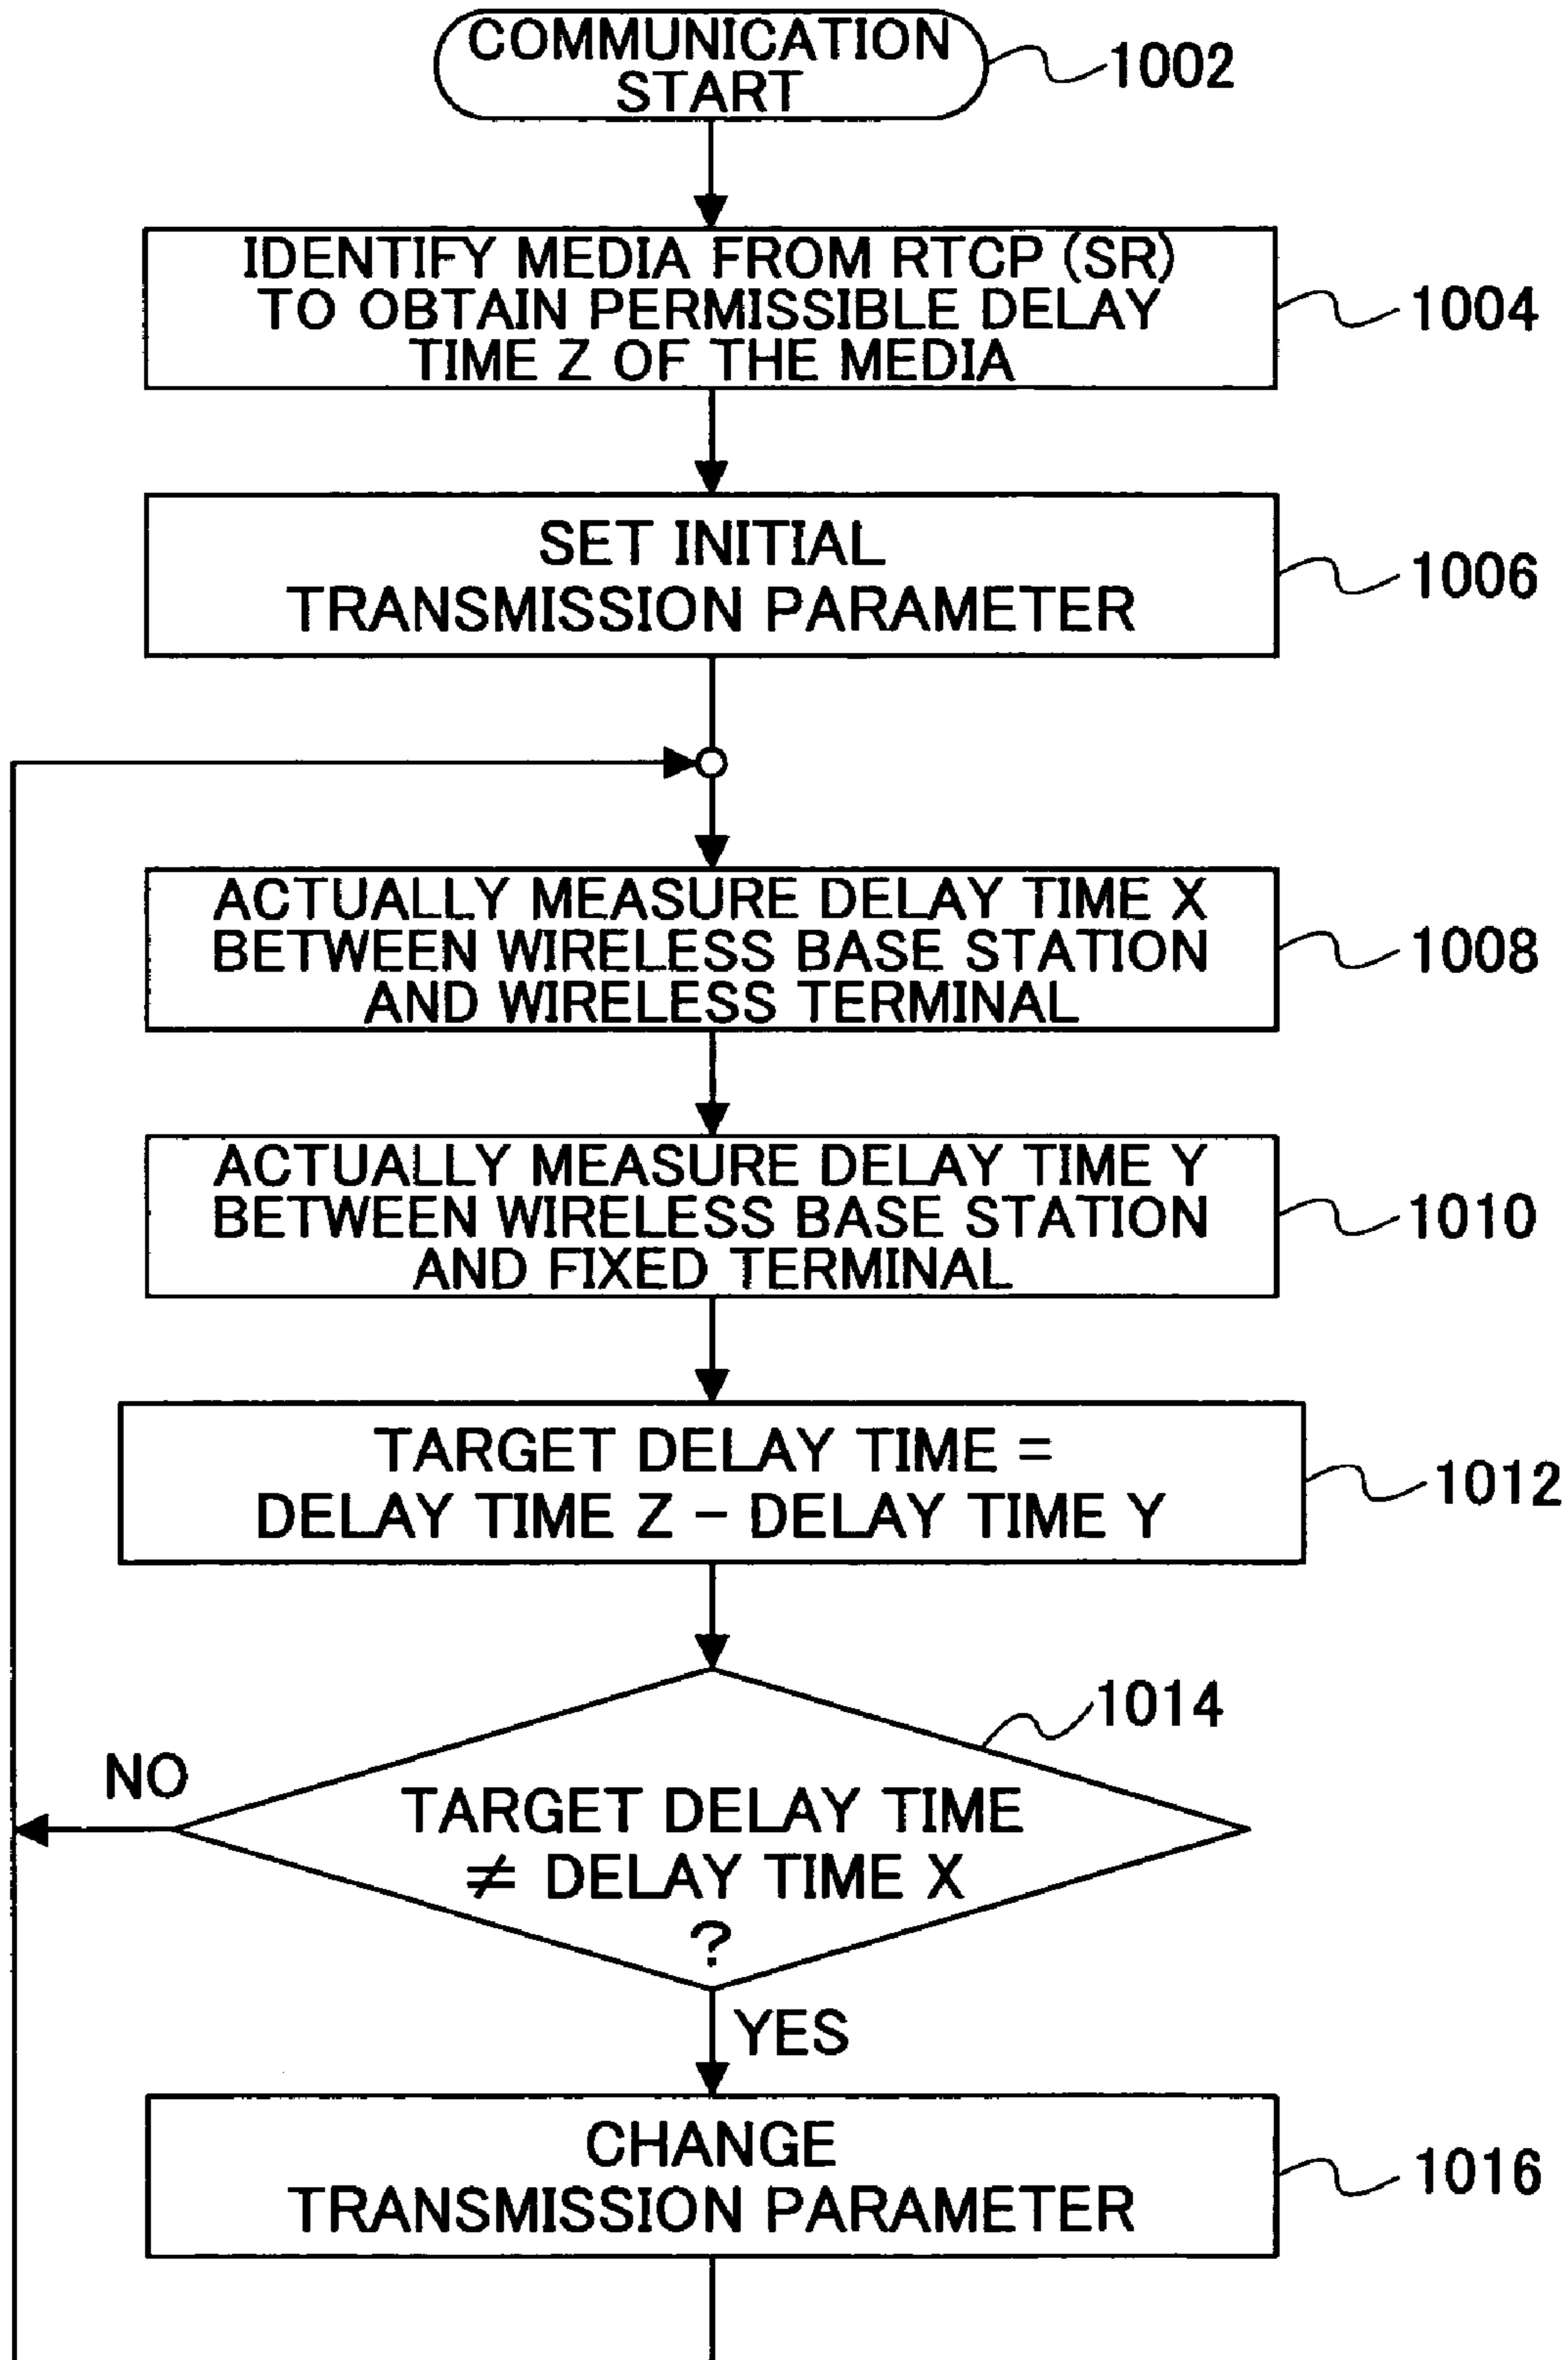 COMMUNICATION
START
1002
IDENTIFY MEDIA FROM RTCP (SR)
TO OBTAIN PERMISSIBLE DELAY
TIME Z OF THE MEDIA
1004
SET INITIAL
TRANSMISSION PARAMETER
1006
ACTUALLY MEASURE DELAY TIME X
BETWEEN WIRELESS BASE STATION
AND WIRELESS TERMINAL
1008
ACTUALLY MEASURE DELAY TIME Y
BETWEEN WIRELESS BASE STATION
AND FIXED TERMINAL
1010
TARGET DELAY TIME =
DELAY TIME Z − DELAY TIME Y
1012
1014
NO
TARGET DELAY TIME
≠ DELAY TIME X
?
YES
CHANGE
TRANSMISSION PARAMETER
1016